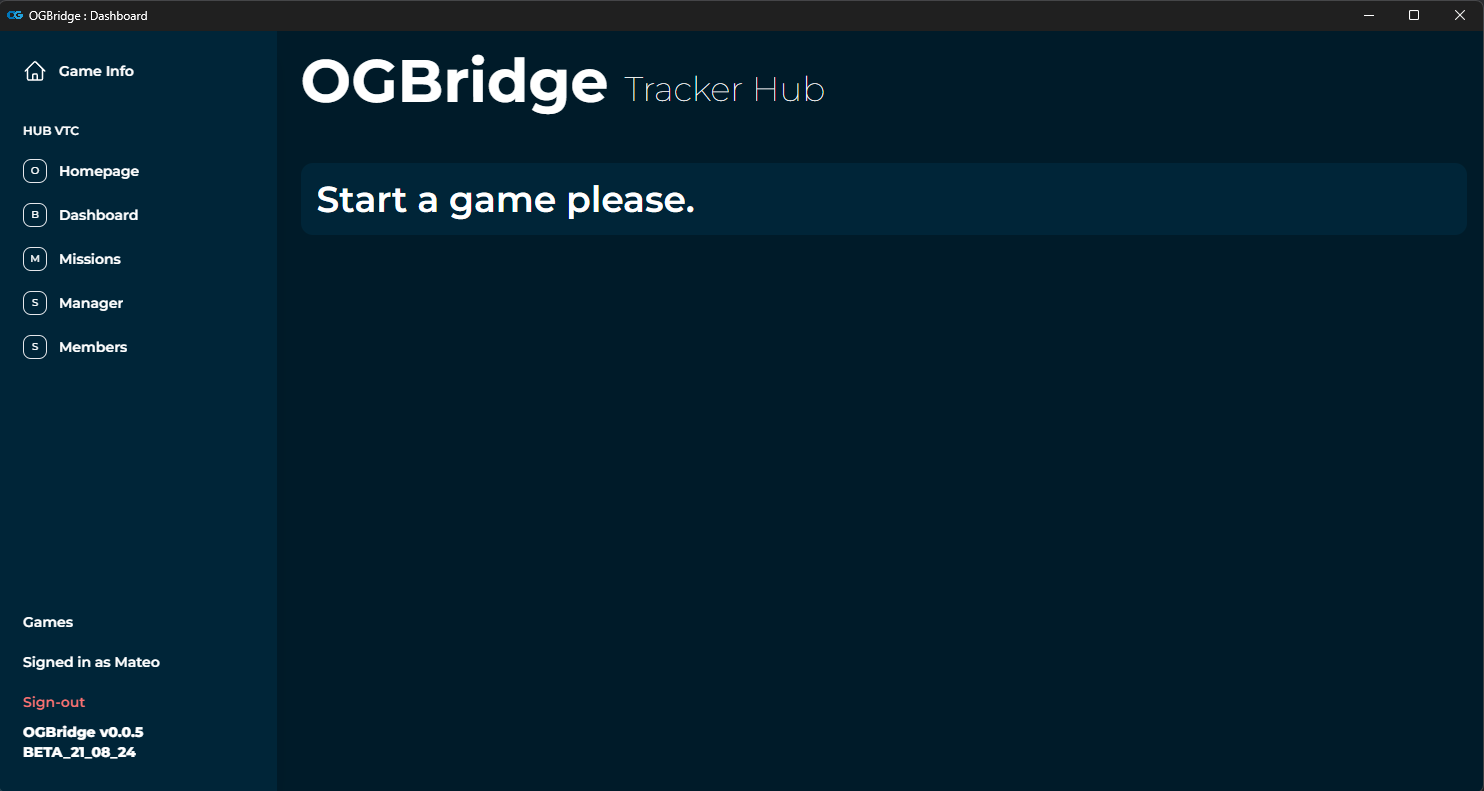 OGBridge : Dashboard
Game Info
HUB VTC
O Homepage
B Dashboard
M Missions
S Manager
S Members
Games
Signed in as Mateo
Sign-out
OGBridge v0.0.5
BETA_21_08_24
OGBridge Tracker Hub
Start a game please.